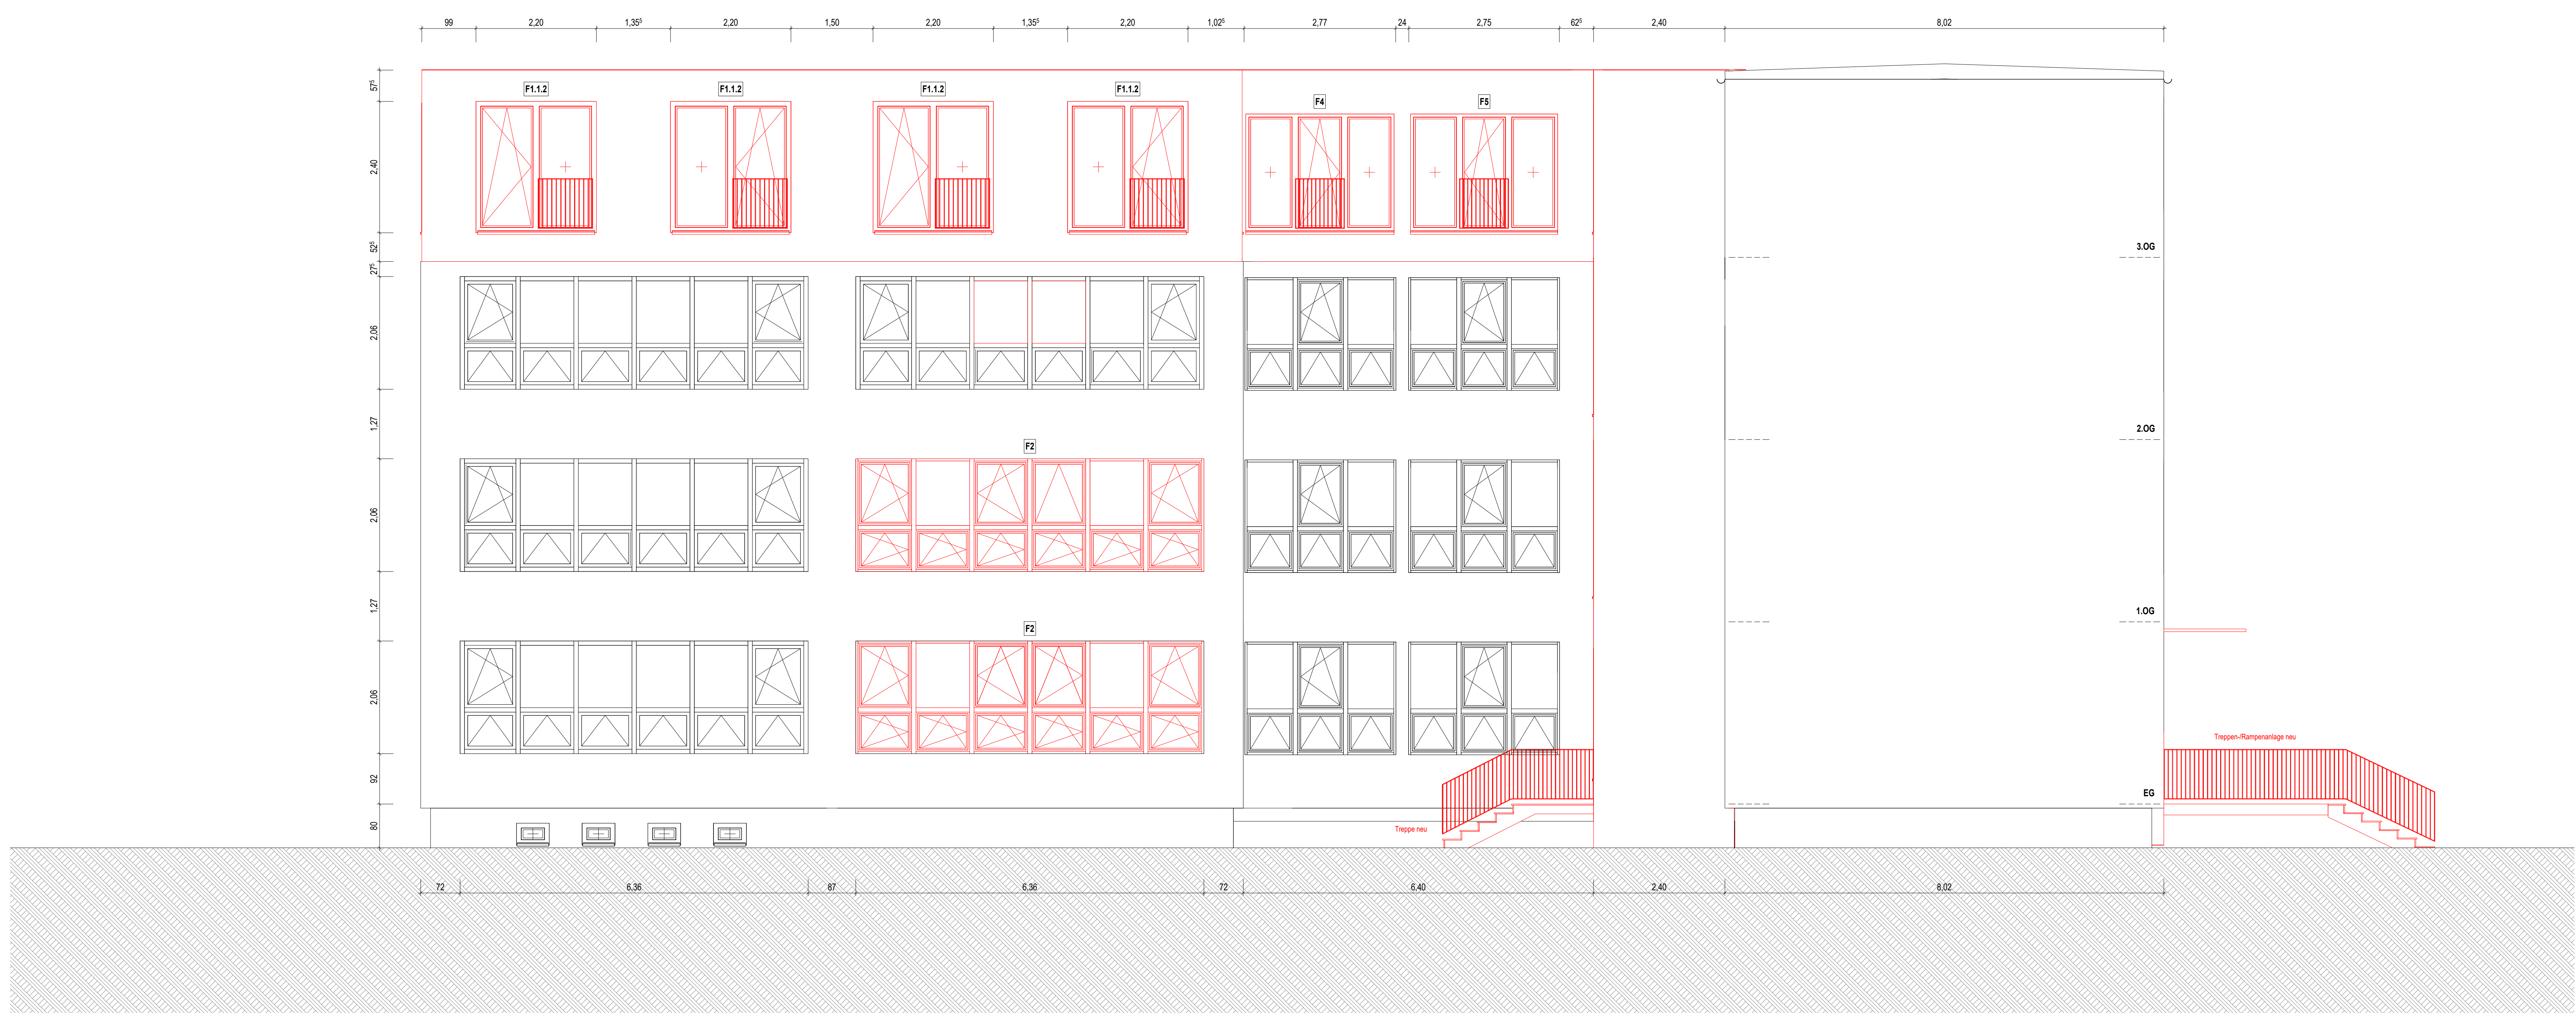 99 2,20 1,35⁵ 2,20 1,50 2,20 1,35⁵ 2,20 1,02⁵ 2,77 24 2,75 62⁵ 2,40 8,02
57⁵
F1.1.2 F1.1.2 F1.1.2 F1.1.2
F4 F5
2,40
52⁵
3.OG
27⁵
2,06
1,27
2.OG
F2
2,06
1,27
1.OG
F2
2,06
Treppen-/Rampenanlage neu
92
EG
80
Treppe neu
72 6,36 87 6,36 72 6,40 2,40 8,02